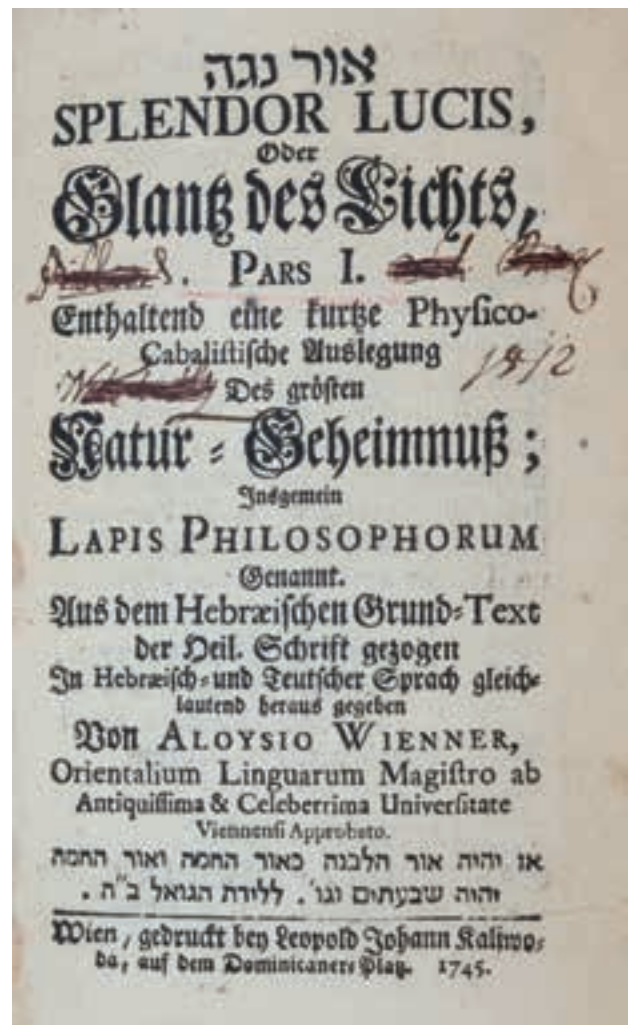 אור נגה
SPLENDOR LUCIS,
Oder
Glantz des Lichts,
PARS I.
Enthaltend eine kurtze Physico-
Cabalistische Auslegung
1812
Des grösten
Natur-Geheimnuß;
Insgemein
LAPIS PHILOSOPHORUM
Genannt.
Aus dem Hebræischen Grund-Text
der Heil. Schrift gezogen
In Hebræisch- und Teutscher Sprach gleich-
lautend heraus gegeben
Von ALOYSIO WIENNER,
Orientalium Linguarum Magistro ab
Antiquissima & Celeberrima Universitate
Viennensi Approbato.
אז יהיה אור הלבנה כאור החמה ואור החמה
יהיה שבעתים וגו'. ללידת הגואל ב"ה.
Wien, gedruckt bey Leopold Johann Kaliwo-
da, auf dem Dominicaner-Platz. 1745.